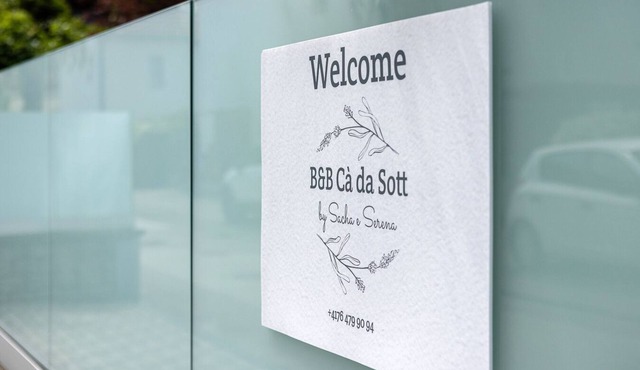 Welcome
B&B Cà da Sott
by Sacha e Serena
+4176 479 90 94